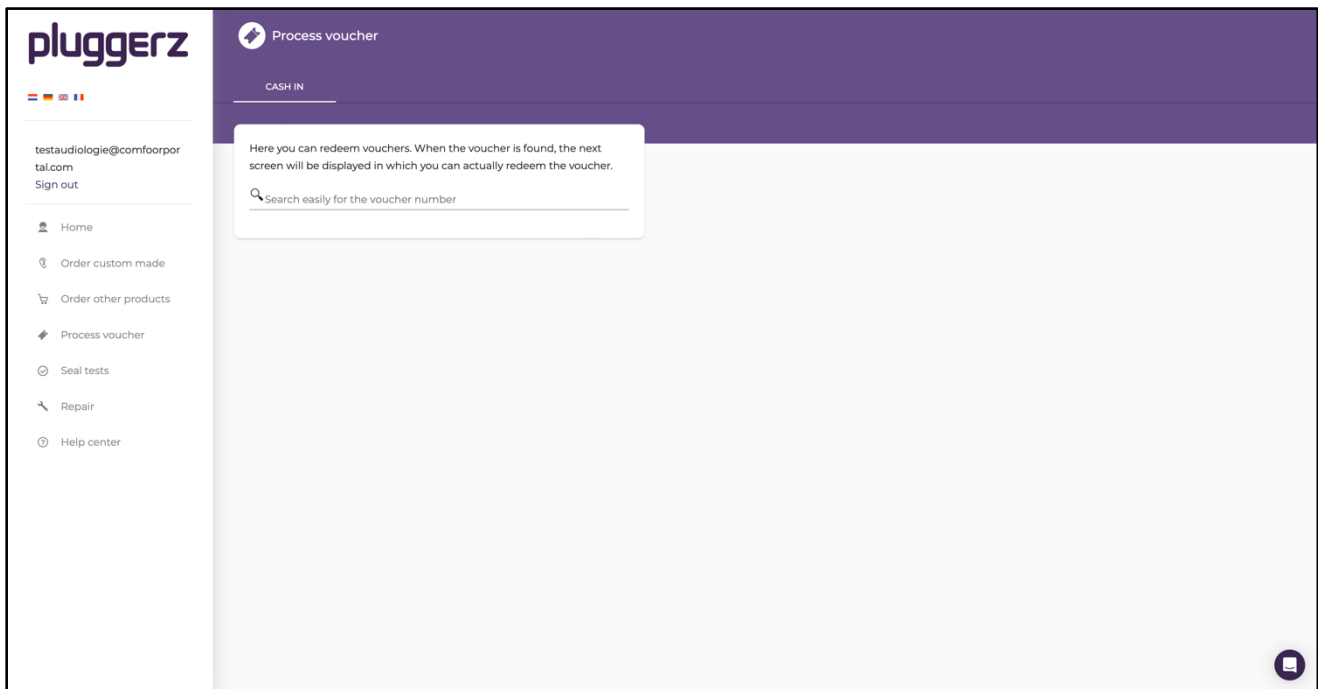 pluggerz
testaudiologie@comfoorpor
tal.com
Sign out
Home
Order custom made
Order other products
Process voucher
Seal tests
Repair
Help center
Process voucher
CASH IN
Here you can redeem vouchers. When the voucher is found, the next
screen will be displayed in which you can actually redeem the voucher.
Search easily for the voucher number